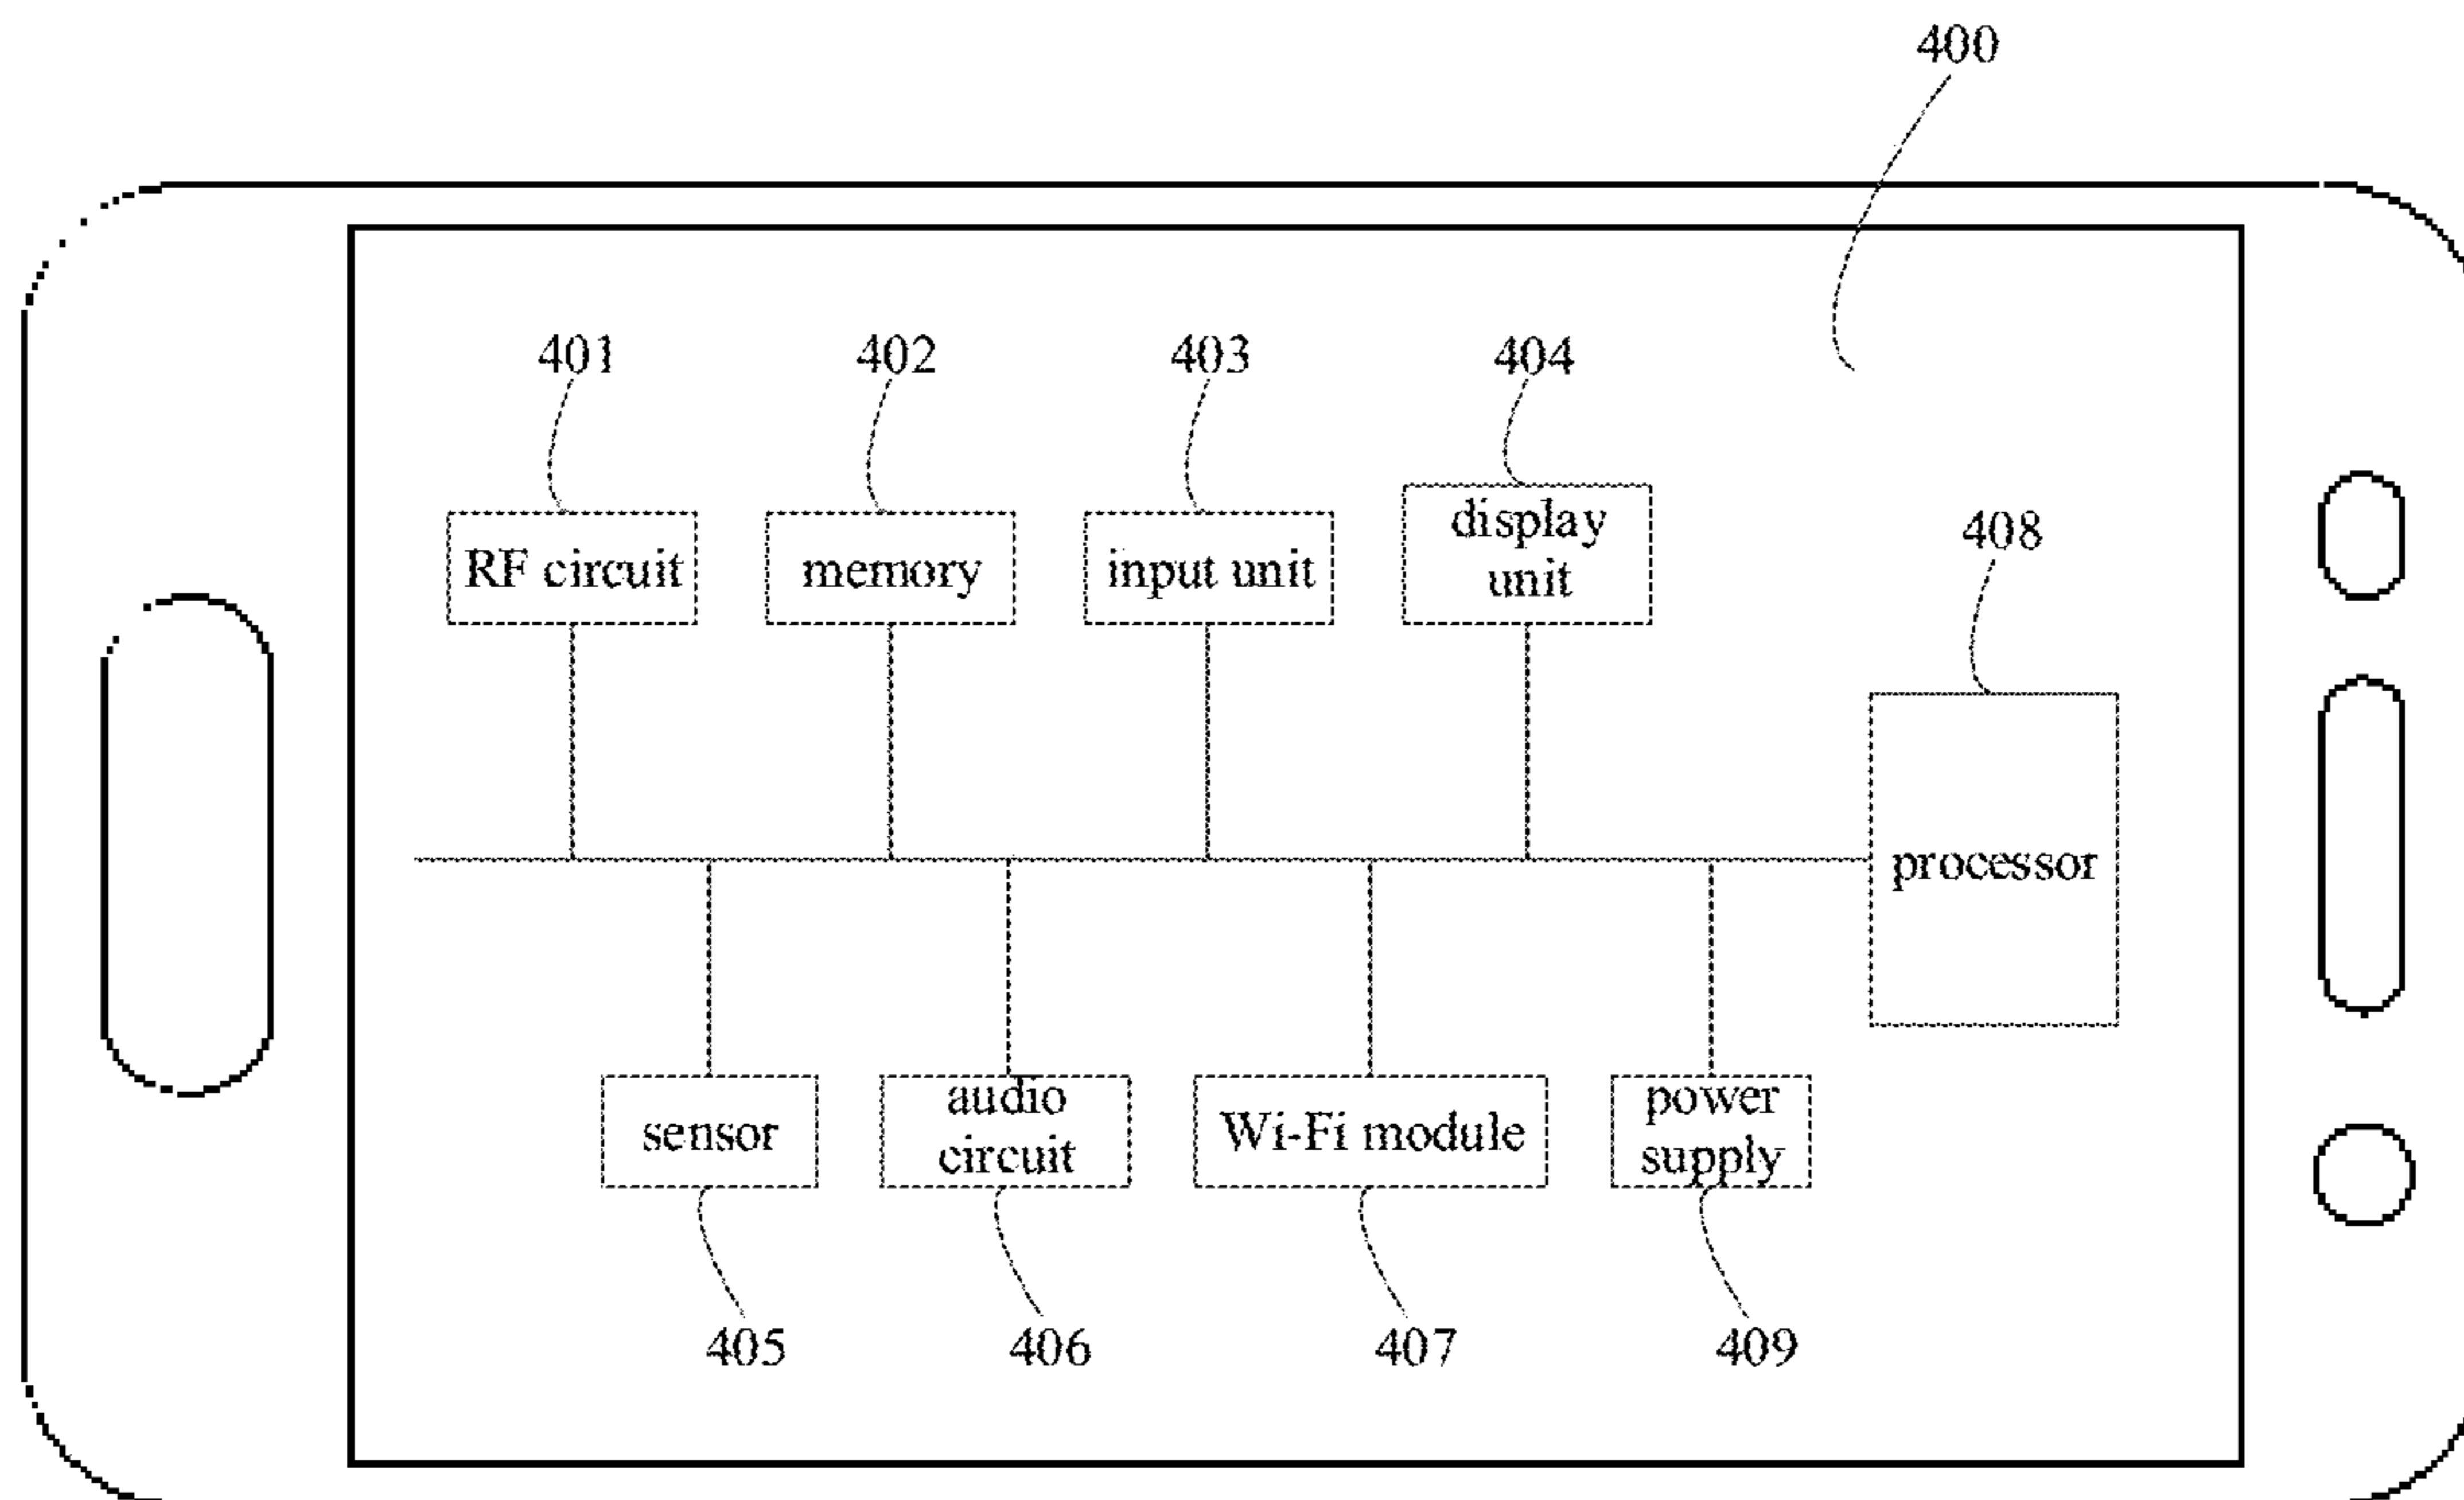 400
401
402
403
404
RF circuit
memory
input unit
display
unit
408
processor
sensor
audio
circuit
Wi-Fi module
power
supply
405
406
407
409